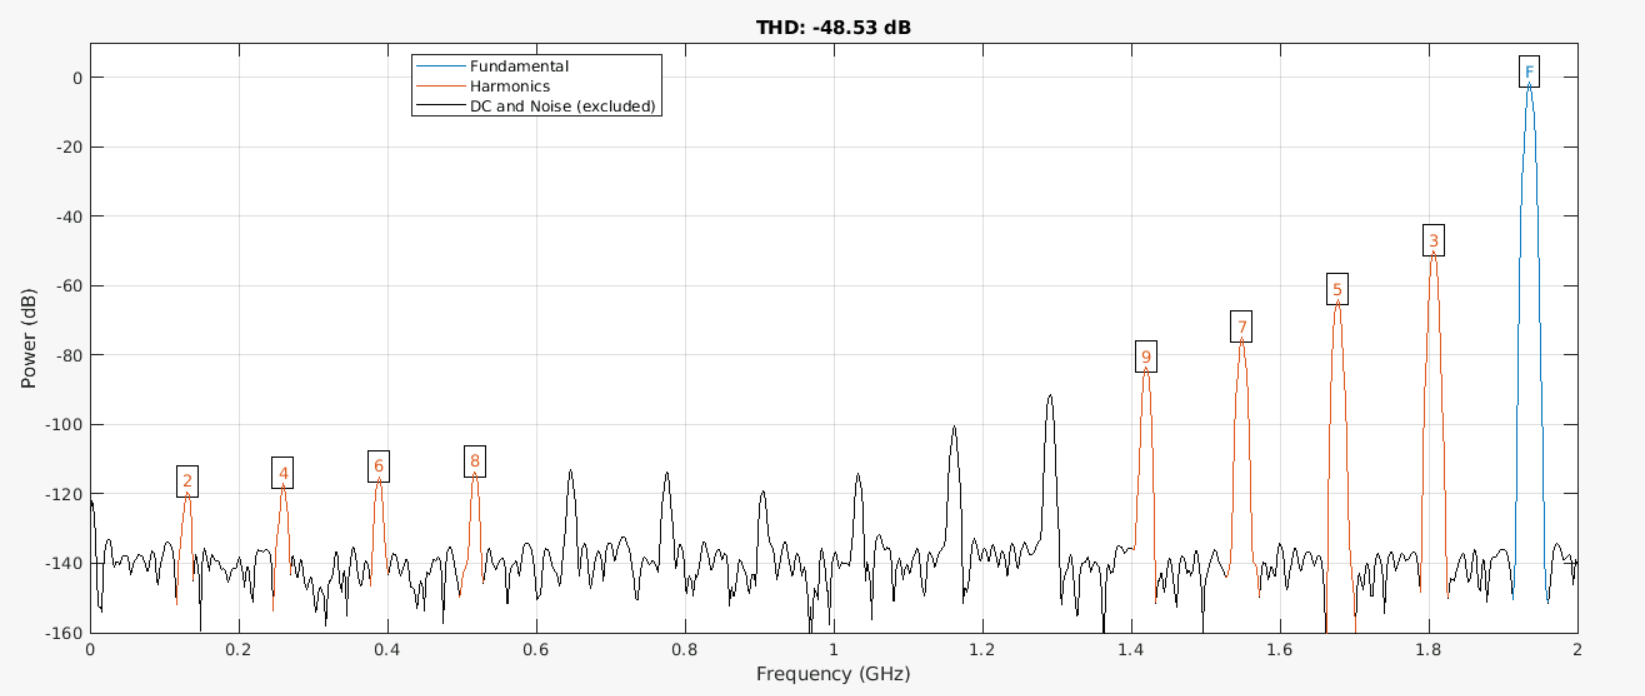 THD: -48.53 dB
Fundamental
Harmonics
DC and Noise (excluded)
F
3
5
7
9
8
6
4
2
Power (dB)
0
-20
-40
-60
-80
-100
-120
-140
-160
0 0.2 0.4 0.6 0.8 1 1.2 1.4 1.6 1.8 2
Frequency (GHz)